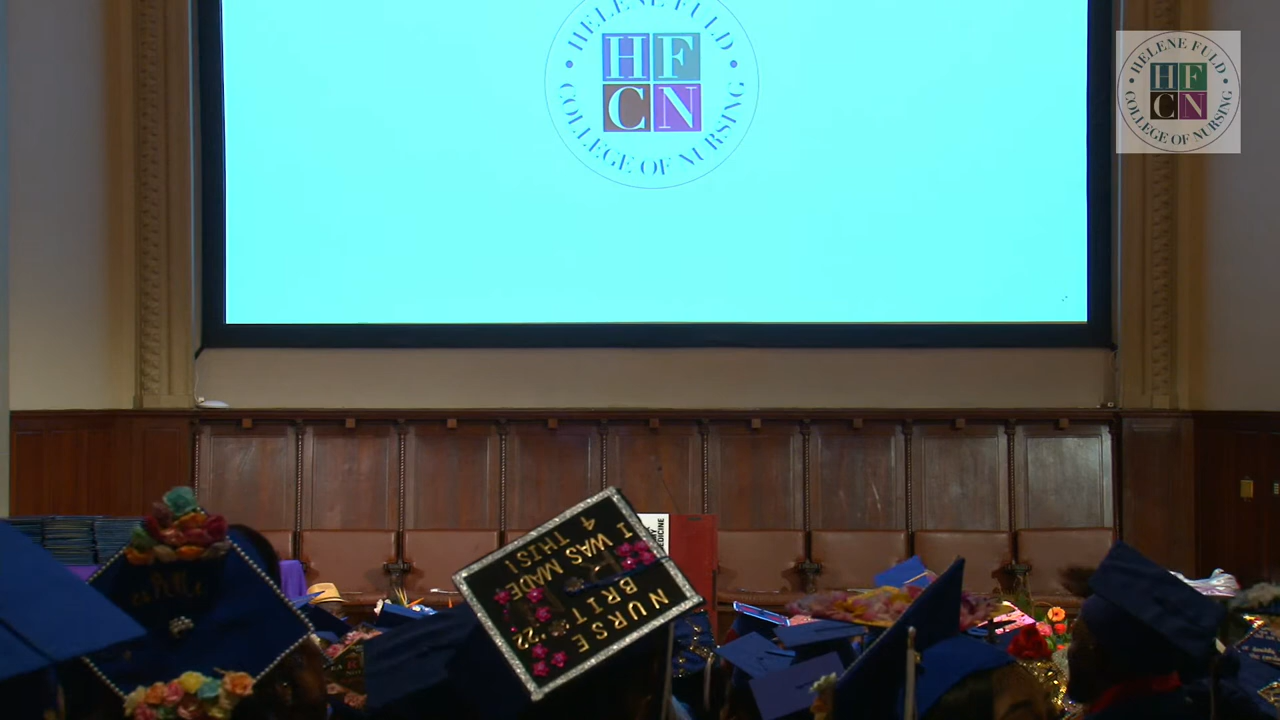 HELENE FULD
HF
CN
COLLEGE OF NURSING
HELENE FULD
HF
CN
COLLEGE OF NURSING
MEDICINE
I WAS MADE
4 THIS!
NURSE
BRIT '22